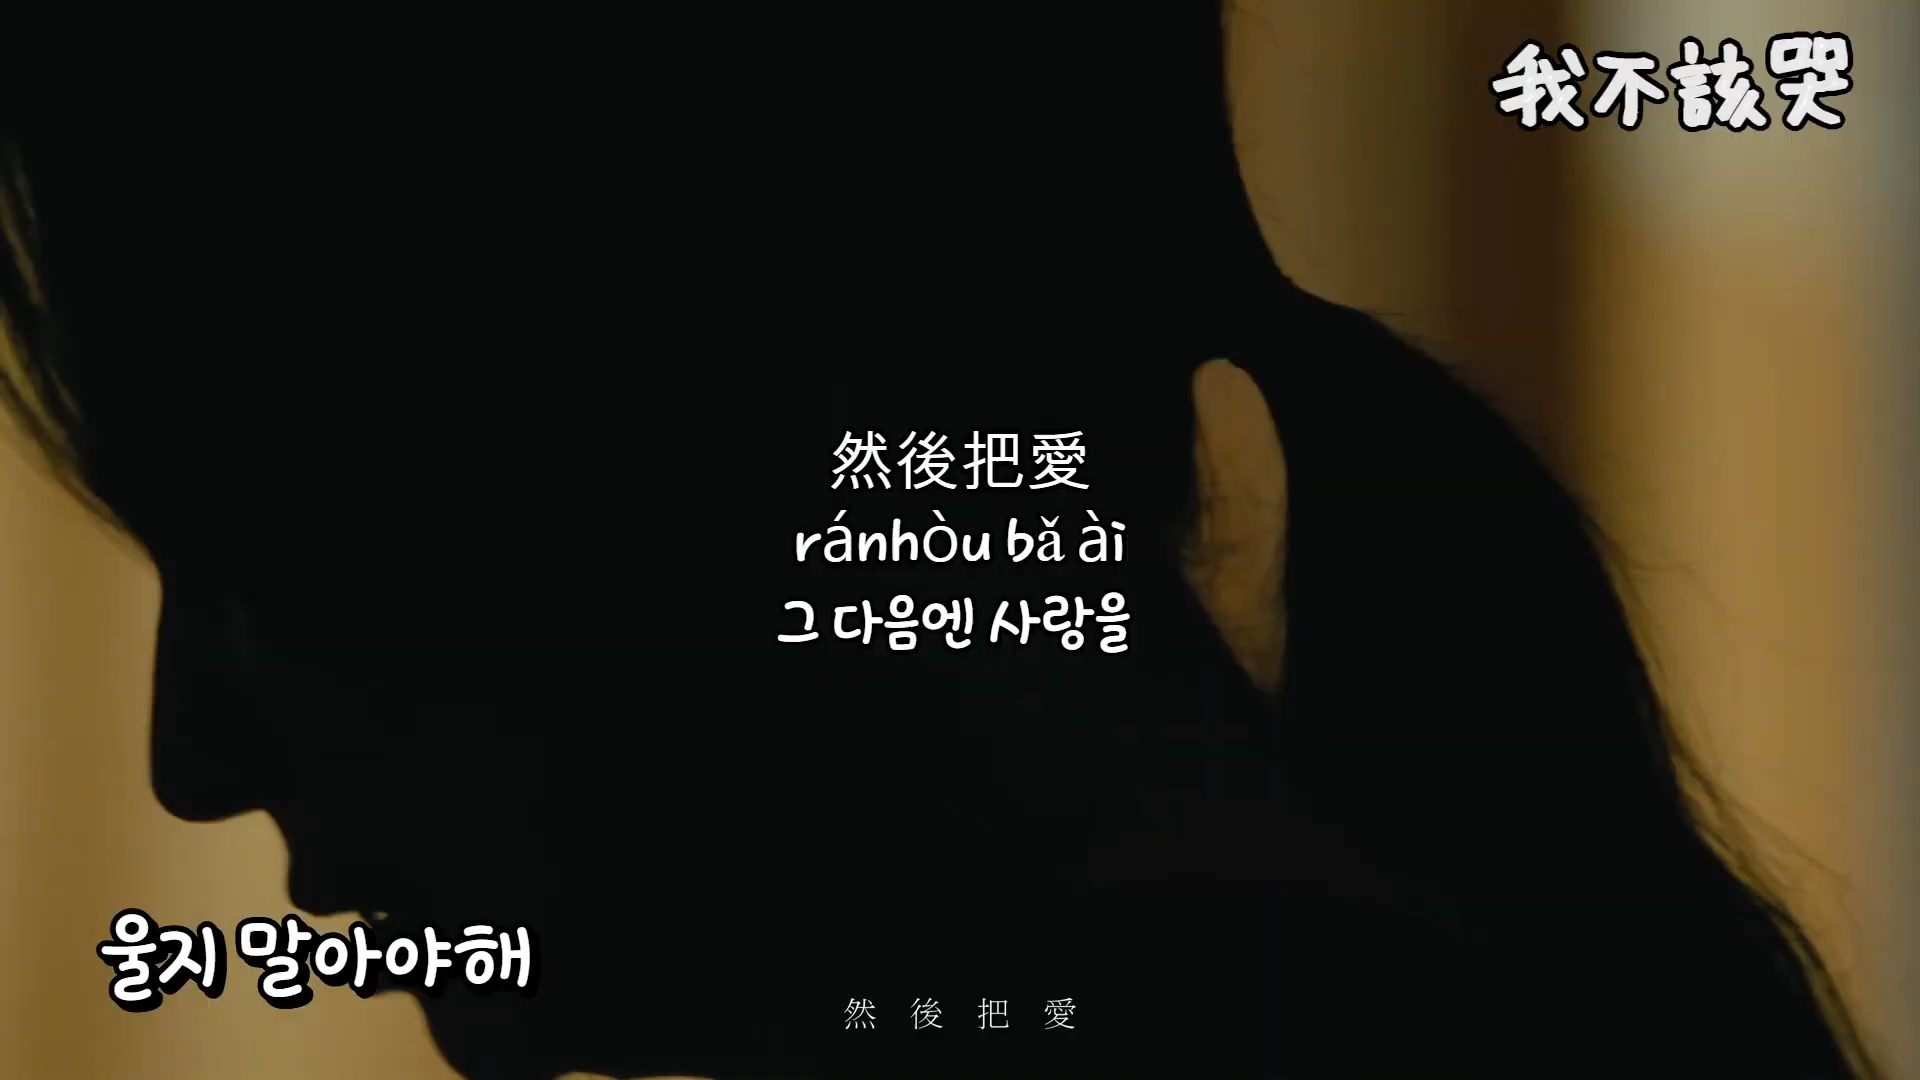 我不該哭
然後把愛
ránhòu bǎ ài
그 다음엔 사랑을
울지 말아야해
然後把愛